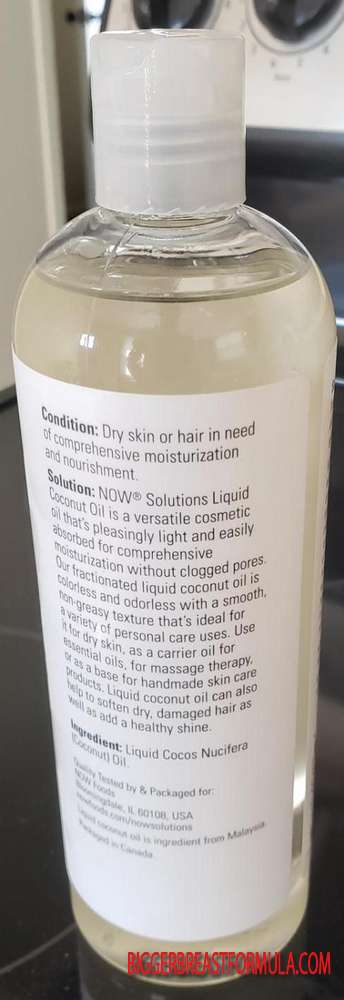 Condition: Dry skin or hair in need
of comprehensive moisturization
and nourishment.
Solution: NOW® Solutions Liquid
Coconut Oil is a versatile cosmetic
oil that's pleasingly light and easily
absorbed for comprehensive
moisturization without clogged pores.
Our fractionated liquid coconut oil is
colorless and odorless with a smooth,
non-greasy texture that's ideal for
a variety of personal care uses. Use
it for dry skin, as a carrier oil for
essential oils, for massage therapy,
or as a base for handmade skin care
products. Liquid coconut oil can also
help to soften dry, damaged hair as
well as add a healthy shine.
Ingredient: Liquid Cocos Nucifera
(Coconut) Oil.
Quality Tested by & Packaged for:
NOW Foods
Bloomingdale, IL 60108, USA
nowfoods.com/nowsolutions
Liquid coconut oil is ingredient from Malaysia.
Packaged in Canada.
BIGGERBREASTFORMULA.COM